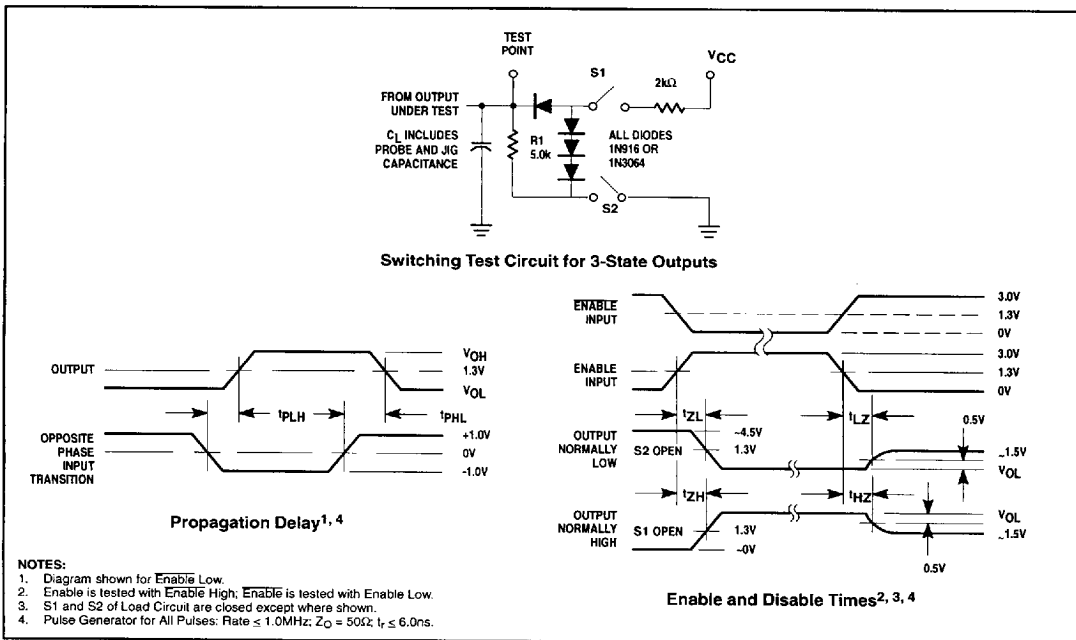 TEST
POINT
VCC
S1
2kΩ
FROM OUTPUT
UNDER TEST
CL INCLUDES
PROBE AND JIG
CAPACITANCE
R1
5.0k
ALL DIODES
1N916 OR
1N3064
S2
Switching Test Circuit for 3-State Outputs
OUTPUT
VOH
1.3V
VOL
tPLH
tPHL
OPPOSITE
PHASE
INPUT
TRANSITION
+1.0V
0V
-1.0V
Propagation Delay1, 4
ENABLE
INPUT
3.0V
1.3V
0V
ENABLE
INPUT
3.0V
1.3V
0V
tZL
tLZ
0.5V
OUTPUT
NORMALLY
LOW
S2 OPEN
~4.5V
1.3V
~1.5V
VOL
tZH
tHZ
OUTPUT
NORMALLY
HIGH
S1 OPEN
1.3V
~0V
VOL
~1.5V
0.5V
Enable and Disable Times2, 3, 4
NOTES:
1. Diagram shown for Enable Low.
2. Enable is tested with Enable High; Enable is tested with Enable Low.
3. S1 and S2 of Load Circuit are closed except where shown.
4. Pulse Generator for All Pulses: Rate ≤ 1.0MHz; ZO = 50Ω; tr ≤ 6.0ns.